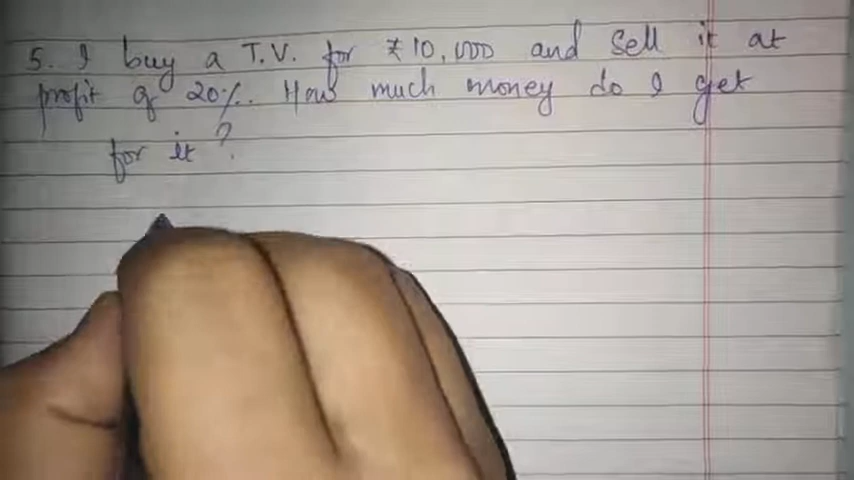 5. I buy a T.V. for ₹10,000 and sell it at
profit of 20%. How much money do I get
for it?